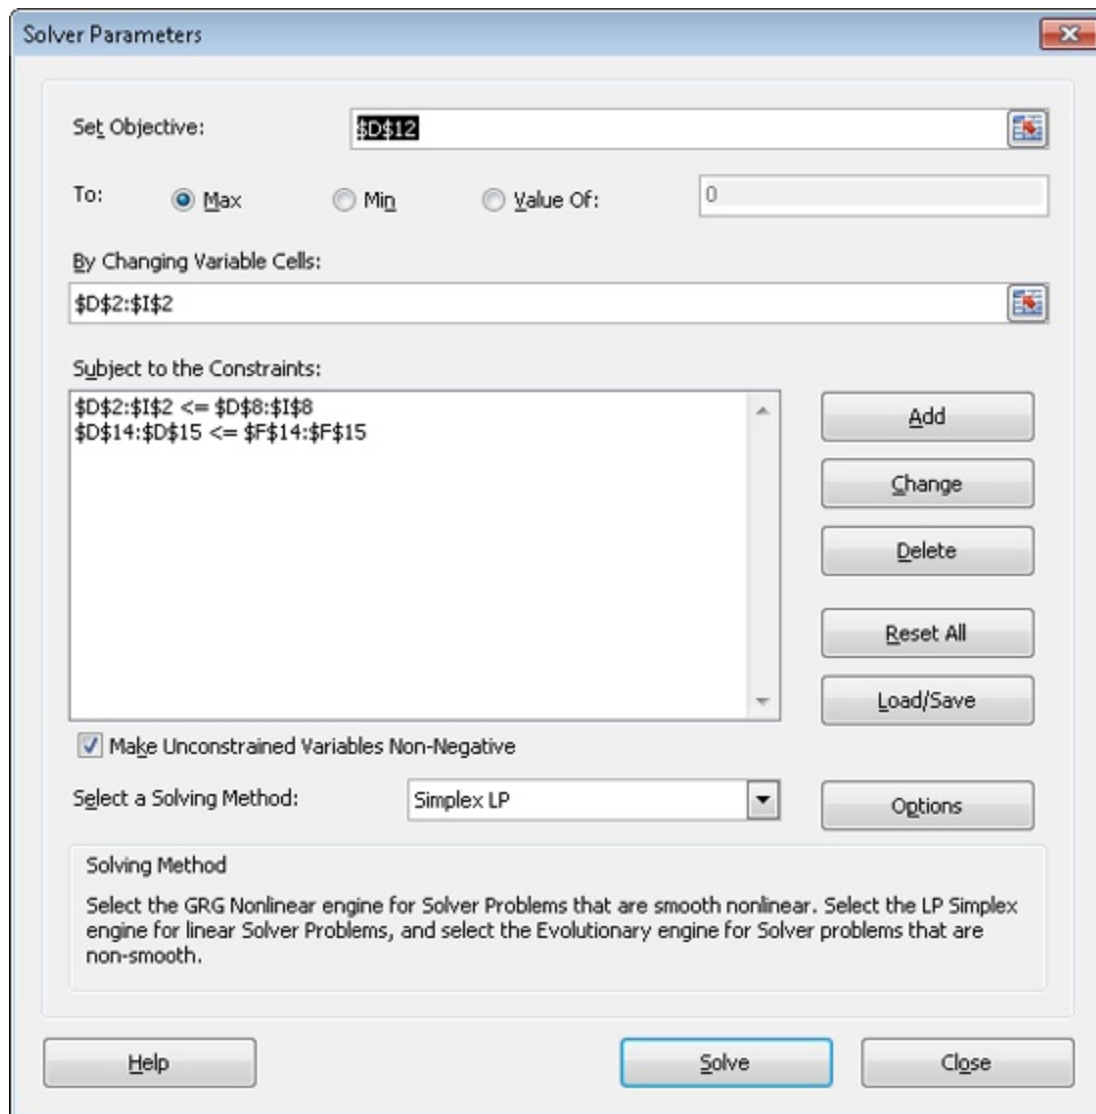 Solver Parameters
Set Objective:
$D$12
To:
Max
Min
Value Of:
0
By Changing Variable Cells:
$D$2:$I$2
Subject to the Constraints:
$D$2:$I$2 <= $D$8:$I$8
$D$14:$D$15 <= $F$14:$F$15
Add
Change
Delete
Reset All
Load/Save
Make Unconstrained Variables Non-Negative
Select a Solving Method:
Simplex LP
Options
Solving Method
Select the GRG Nonlinear engine for Solver Problems that are smooth nonlinear. Select the LP Simplex
engine for linear Solver Problems, and select the Evolutionary engine for Solver problems that are
non-smooth.
Help
Solve
Close